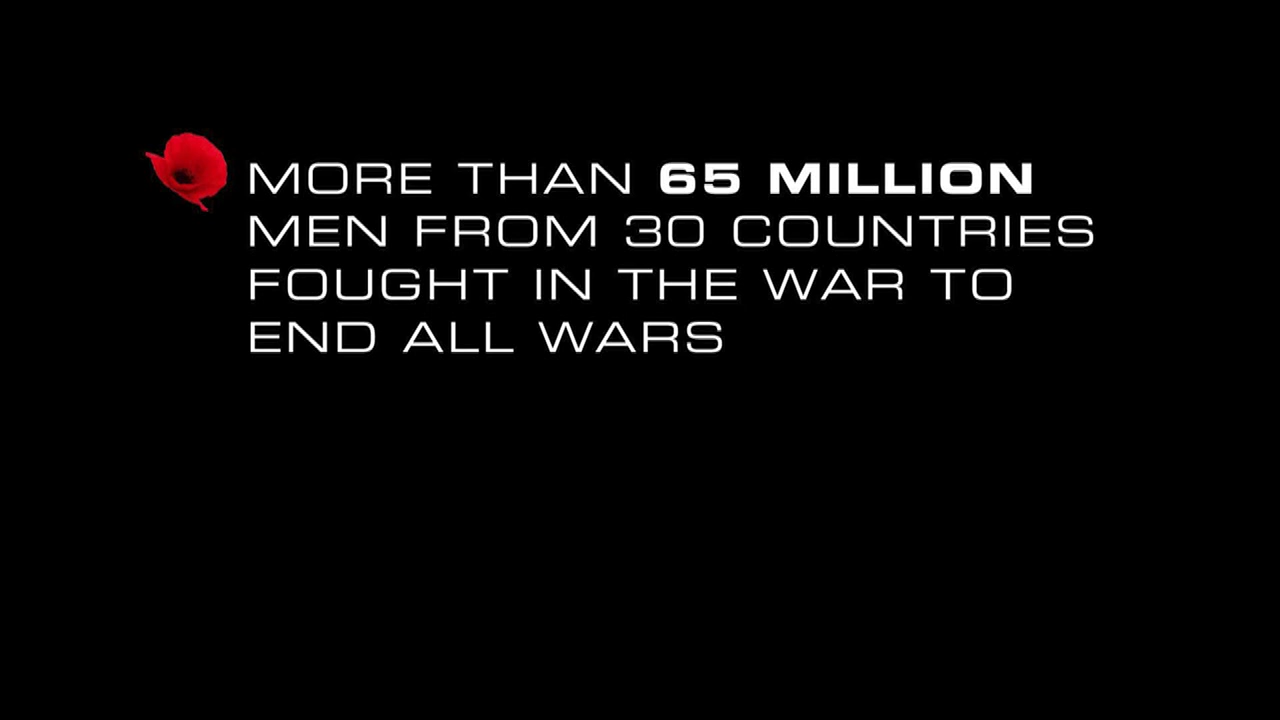 MORE THAN 65 MILLION
MEN FROM 30 COUNTRIES
FOUGHT IN THE WAR TO
END ALL WARS